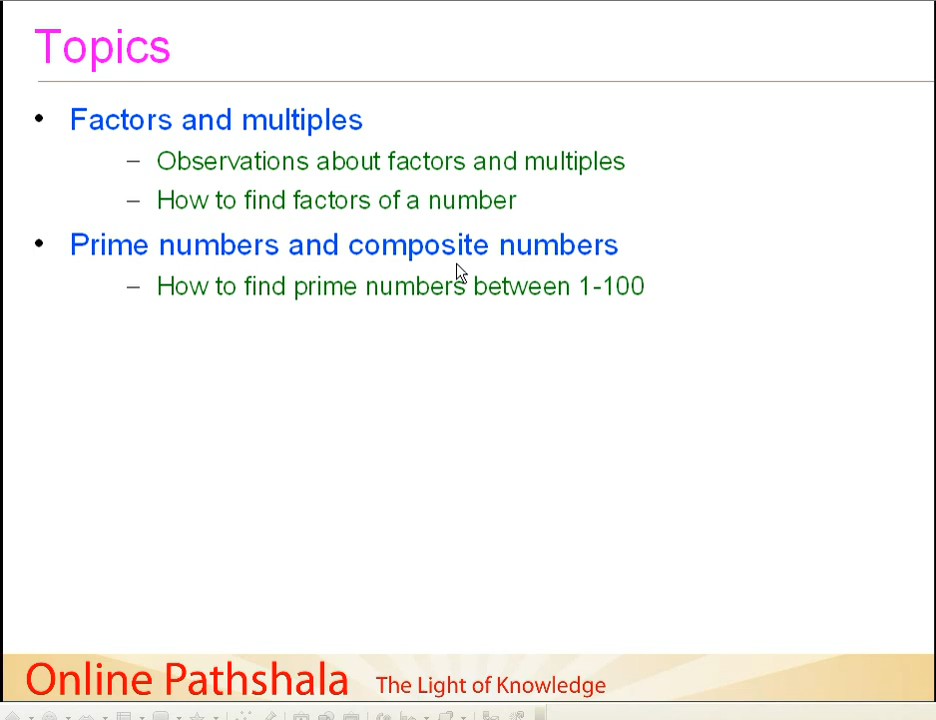 Topics
• Factors and multiples
– Observations about factors and multiples
– How to find factors of a number
• Prime numbers and composite numbers
– How to find prime numbers between 1-100
Online Pathshala The Light of Knowledge